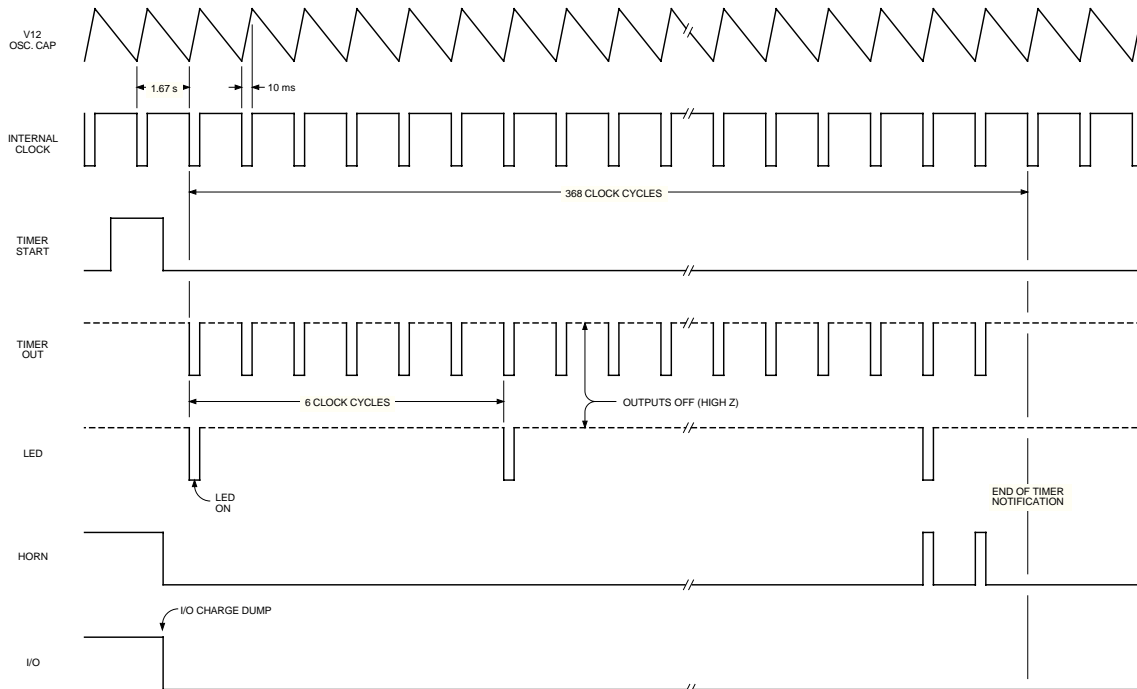 V12
OSC. CAP
1.67 s
10 ms
INTERNAL
CLOCK
368 CLOCK CYCLES
TIMER
START
TIMER
OUT
6 CLOCK CYCLES
OUTPUTS OFF (HIGH Z)
LED
LED
ON
END OF TIMER
NOTIFICATION
HORN
I/O CHARGE DUMP
I/O